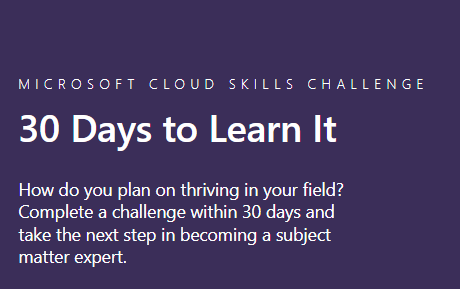 MICROSOFT CLOUD SKILLS CHALLENGE
30 Days to Learn It
How do you plan on thriving in your field?
Complete a challenge within 30 days and
take the next step in becoming a subject
matter expert.